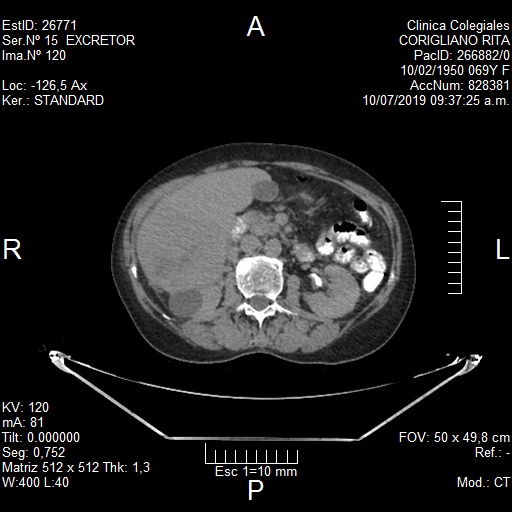 EstID: 26771
Ser.Nº 15 EXCRETOR
Ima.Nº 120
Loc: -126,5 Ax
Ker.: STANDARD
A
Clinica Colegiales
CORIGLIANO RITA
PacID: 266882/0
10/02/1950 069Y F
AccNum: 828381
10/07/2019 09:37:25 a.m.
R
L
KV: 120
mA: 81
Tilt: 0.000000
Seg: 0,752
Matriz 512 x 512 Thk: 1,3
W:400 L:40
Esc 1=10 mm
P
FOV: 50 x 49,8 cm
Ref.: -
Mod.: CT